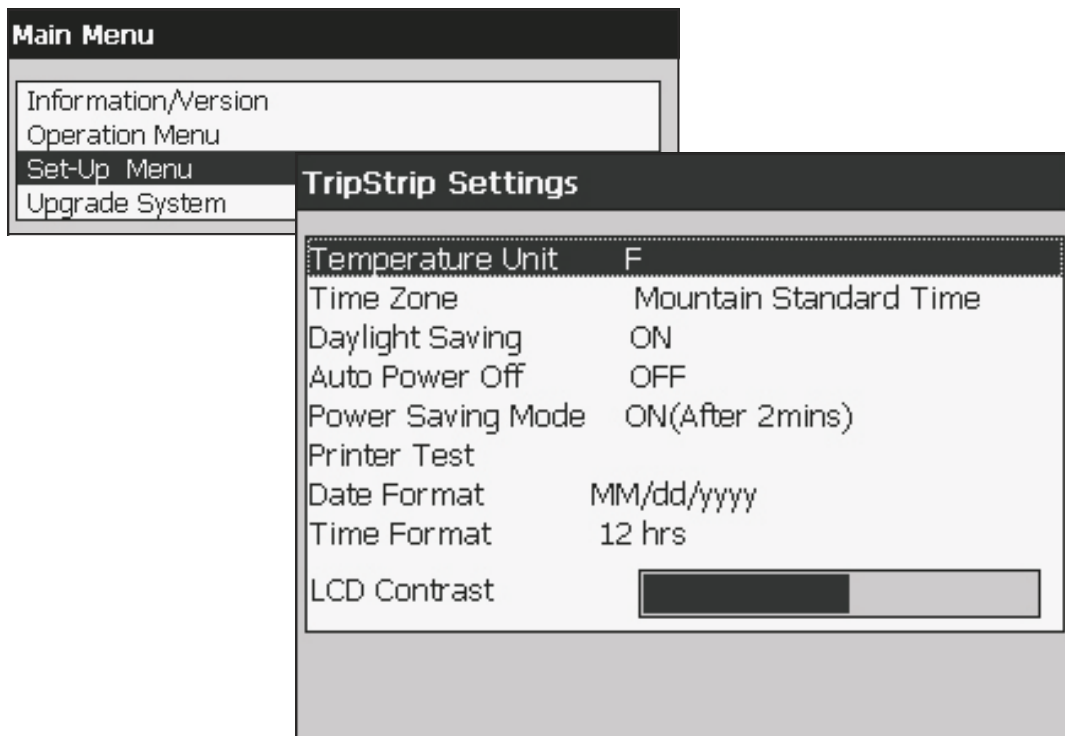 Main Menu
Information/Version
Operation Menu
Set-Up Menu
Upgrade System
TripStrip Settings
Temperature Unit F
Time Zone Mountain Standard Time
Daylight Saving ON
Auto Power Off OFF
Power Saving Mode ON(After 2mins)
Printer Test
Date Format MM/dd/yyyy
Time Format 12 hrs
LCD Contrast